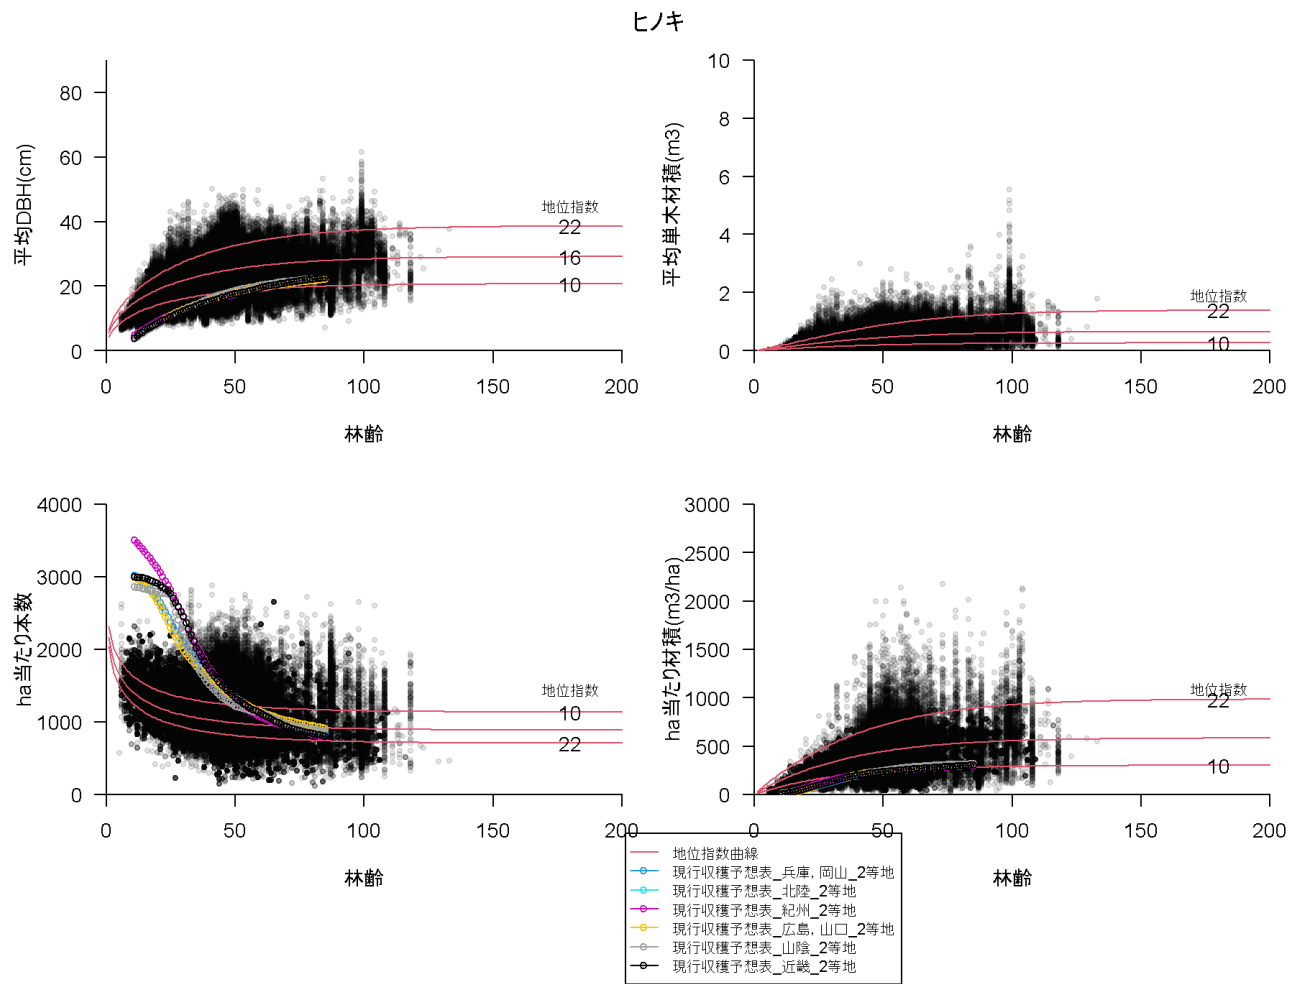 ヒノキ
平均DBH(cm)
80
60
40
20
0
0 50 100 150 200
林齢
地位指数
22
16
10
平均単木材積(m3)
10
8
6
4
2
0
0 50 100 150 200
林齢
地位指数
22
10
ha当たり本数
4000
3000
2000
1000
0
0 50 100 150 200
林齢
地位指数
10
22
ha当たり材積(m3/ha)
3000
2500
2000
1500
1000
500
0
0 50 100 150 200
林齢
地位指数
22
10
地位指数曲線
現行収穫予想表_兵庫, 岡山_2等地
現行収穫予想表_北陸_2等地
現行収穫予想表_紀州_2等地
現行収穫予想表_広島, 山口_2等地
現行収穫予想表_山陰_2等地
現行収穫予想表_近畿_2等地